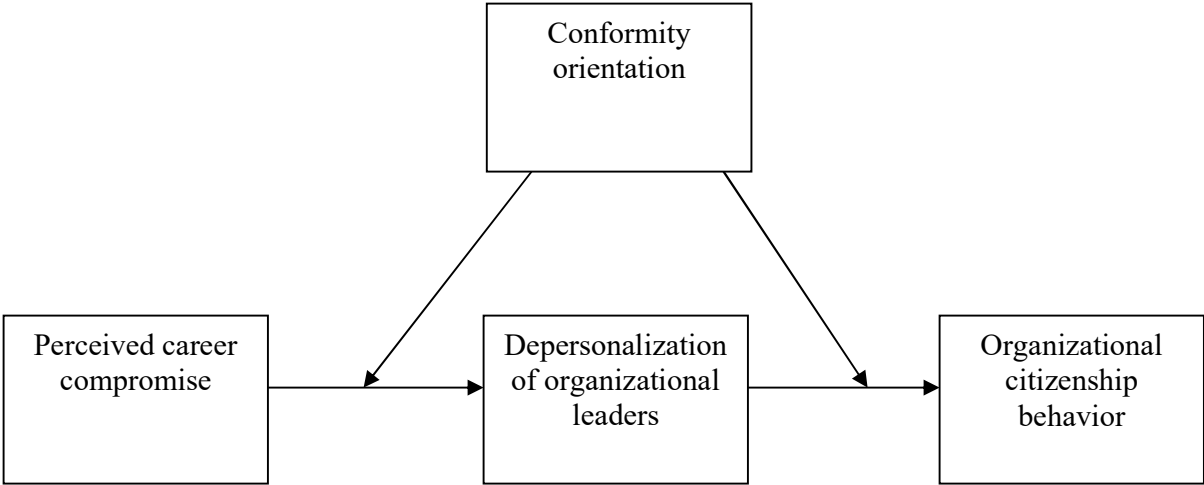 Conformity
orientation
Perceived career
compromise
Depersonalization
of organizational
leaders
Organizational
citizenship
behavior